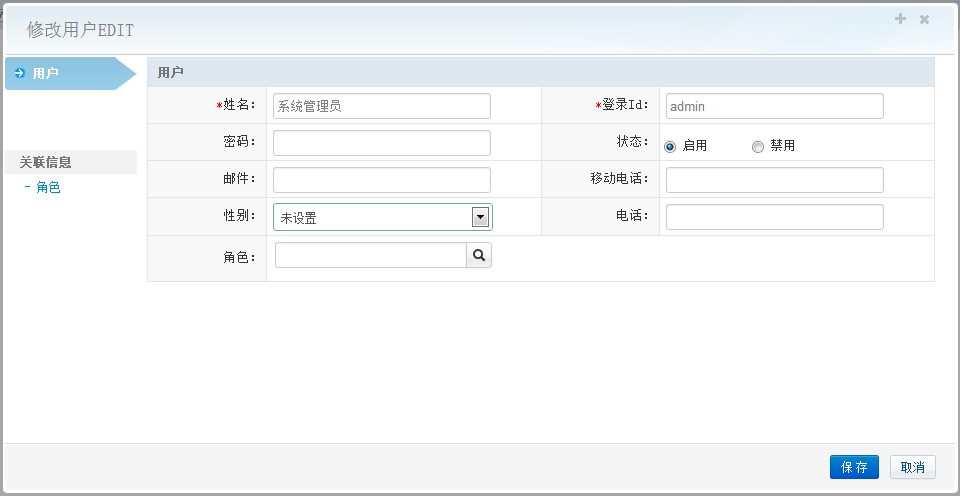 修改用户EDIT
用户
用户
*姓名: 系统管理员 *登录Id: admin
密码: 状态: 启用 禁用
关联信息
- 角色
邮件: 移动电话:
性别: 未设置 电话:
角色:
保存 取消